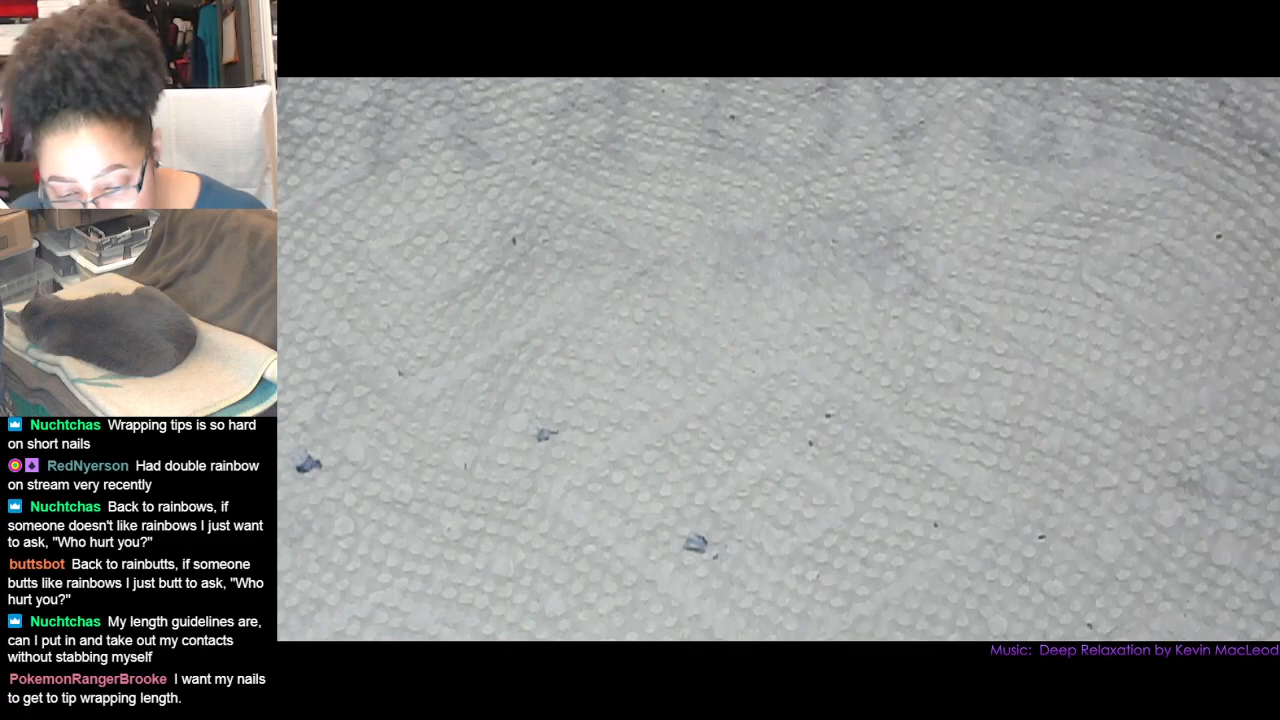 Nuchtchas Wrapping tips is so hard
on short nails
RedNyerson Had double rainbow
on stream very recently
Nuchtchas Back to rainbows, if
someone doesn't like rainbows I just want
to ask, "Who hurt you?"
buttsbot Back to rainbutts, if someone
butts like rainbows I just butt to ask, "Who
hurt you?"
Nuchtchas My length guidelines are,
can I put in and take out my contacts
without stabbing myself
PokemonRangerBrooke I want my nails
to get to tip wrapping length.
Music: Deep Relaxation by Kevin MacLeod